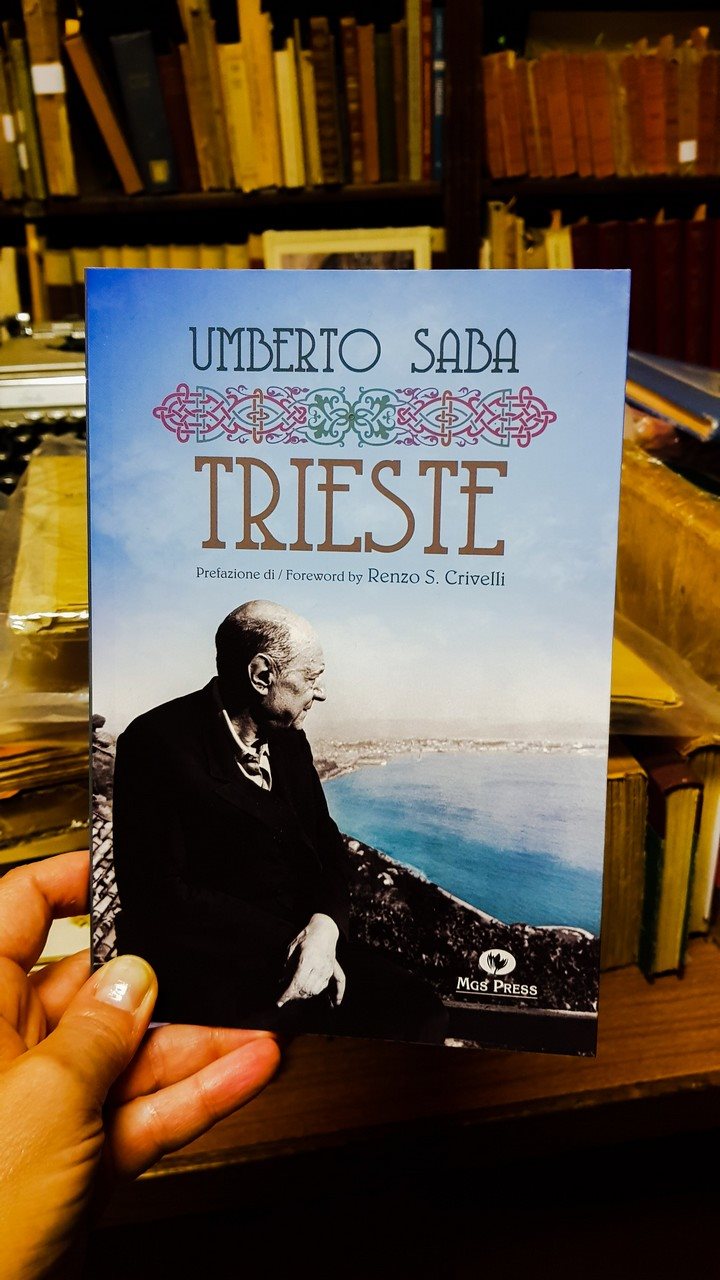 UMBERTO SABA
TRIESTE
Prefazione di / Foreword by Renzo S. Crivelli
MGS PRESS